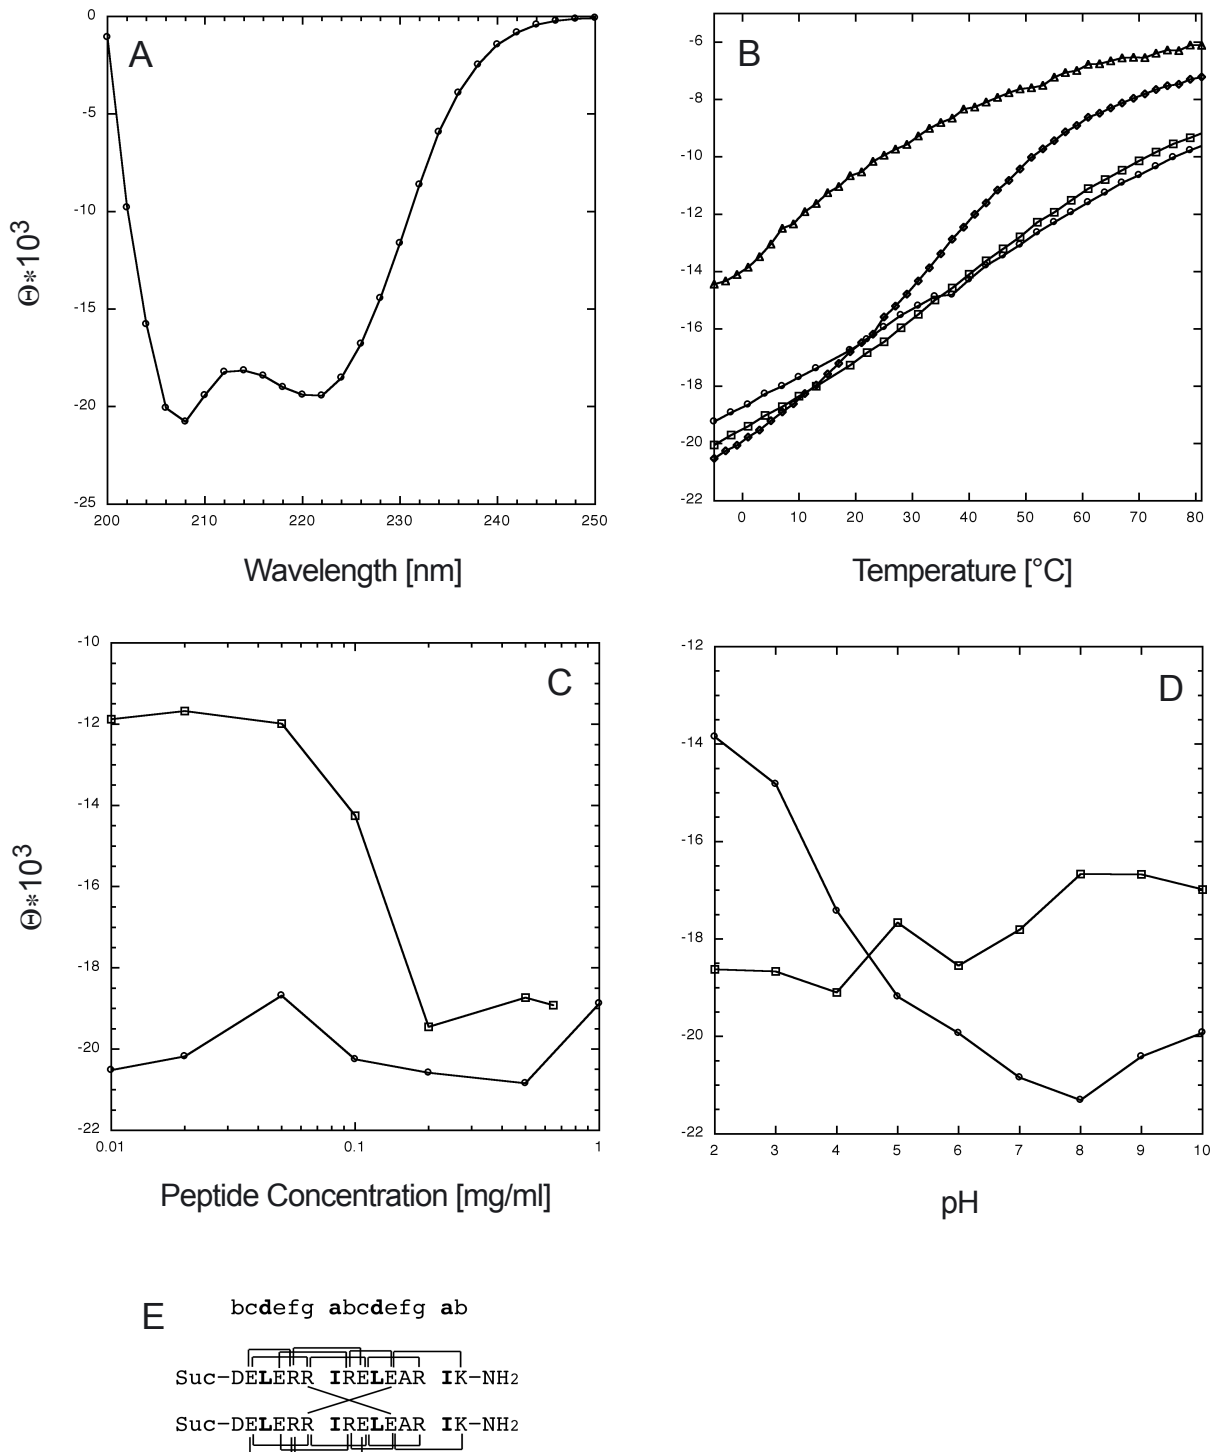 A
0
-5
-10
-15
-20
-25
200 210 220 230 240 250
Wavelength [nm]
Θ*10³
B
-6
-8
-10
-12
-14
-16
-18
-20
-22
0 10 20 30 40 50 60 70 80
Temperature [°C]
C
-10
-12
-14
-16
-18
-20
-22
0.01 0.1 1
Peptide Concentration [mg/ml]
Θ*10³
D
-12
-14
-16
-18
-20
-22
2 3 4 5 6 7 8 9 10
pH
E
bcdefg abcdefg ab
Suc–DELERR IRELEAR IK–NH2
Suc–DELERR IRELEAR IK–NH2